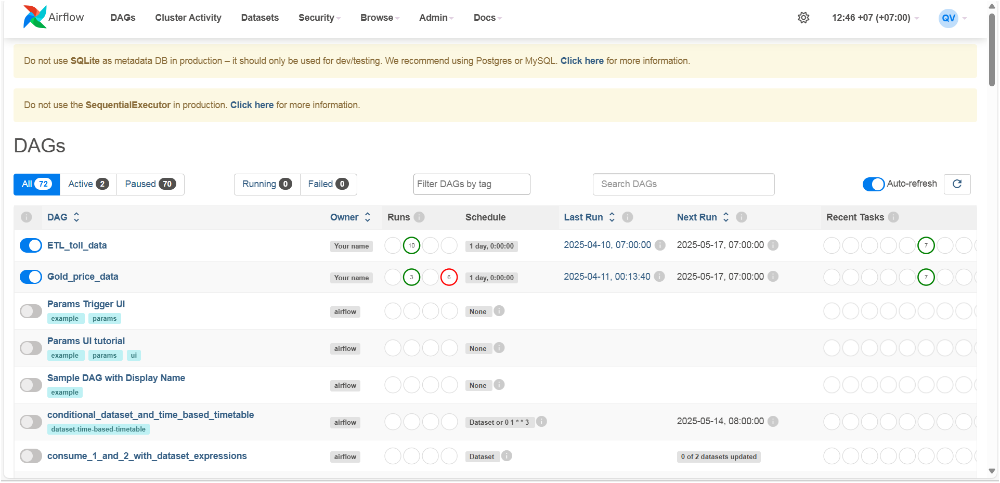 Airflow DAGs Cluster Activity Datasets Security Browse Admin Docs 12:46 +07 (+07:00) QV
Do not use SQLite as metadata DB in production – it should only be used for dev/testing. We recommend using Postgres or MySQL. Click here for more information.
Do not use the SequentialExecutor in production. Click here for more information.
DAGs
All 72 Active 2 Paused 70 Running 0 Failed 0 Filter DAGs by tag Search DAGs Auto-refresh
DAG Owner Runs Schedule Last Run Next Run Recent Tasks
ETL_toll_data Your name 10 1 day, 0:00:00 2025-04-10, 07:00:00 2025-05-17, 07:00:00 7
Gold_price_data Your name 3 6 1 day, 0:00:00 2025-04-11, 00:13:40 2025-05-17, 07:00:00 7
Params Trigger UI
airflow None
example params
Params UI tutorial
airflow None
example params ui
Sample DAG with Display Name
airflow None
example
conditional_dataset_and_time_based_timetable
airflow Dataset or 0 1 * * 3 2025-05-14, 08:00:00
dataset-time-based-timetable
consume_1_and_2_with_dataset_expressions airflow Dataset 0 of 2 datasets updated